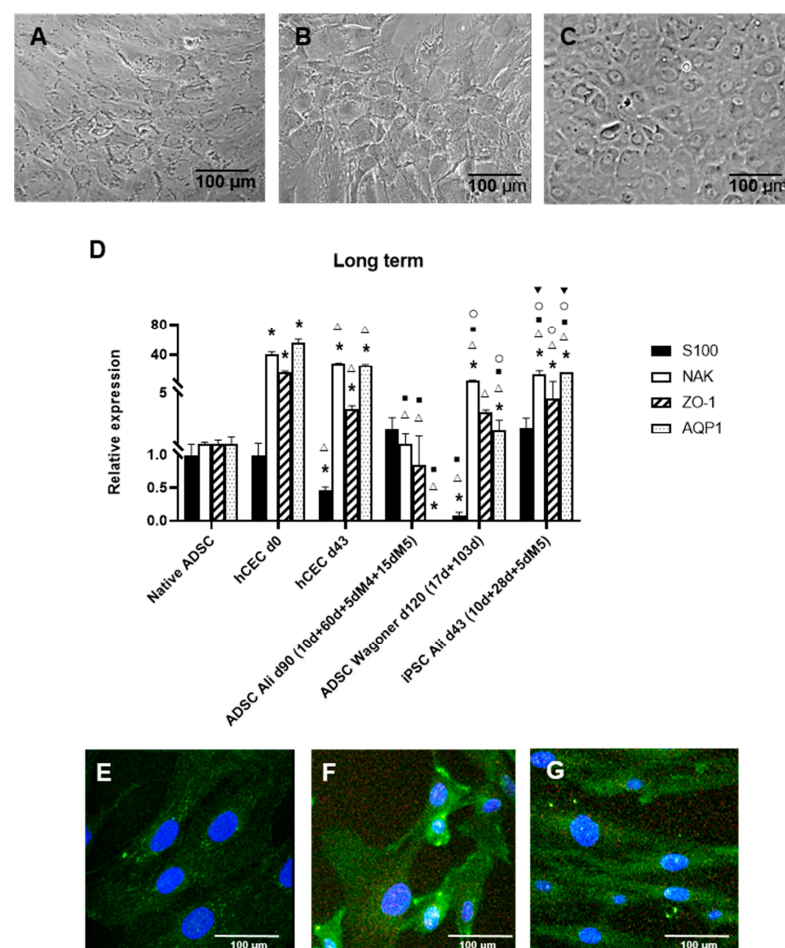 A
B
C
100 µm
100 µm
100 µm
D
Long term
80
40
5
1.0
0.5
0.0
Relative expression
S100
NAK
ZO-1
AQP1
Native ADSC
hCEC d0
hCEC d43
ADSC Ali d90 (10d+60d+5dM4+15dM5)
ADSC Wagoner d120 (17d+103d)
iPSC Ali d43 (10d+28d+5dM5)
E
F
G
100 µm
100 µm
100 µm